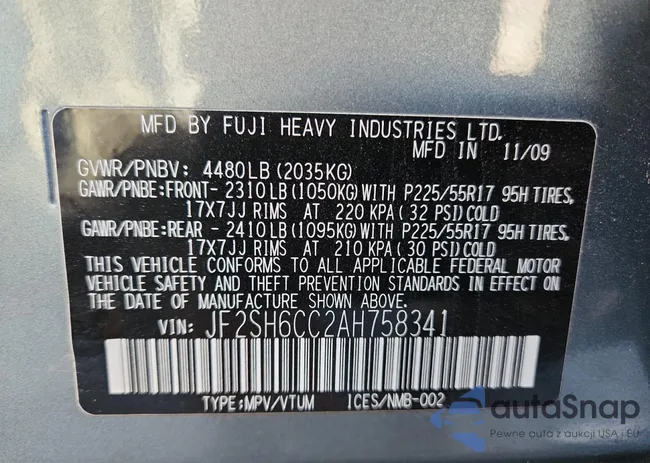 MFD BY FUJI HEAVY INDUSTRIES LTD.
MFD IN 11/09
GVWR/PNBV: 4480LB(2035KG)
GAWR/PNBE:FRONT- 2310LB(1050KG)WITH P225/55R17 95H TIRES,
17X7JJ RIMS AT 220 KPA(32 PSI)COLD
GAWR/PNBE:REAR - 2410LB(1095KG)WITH P225/55R17 95H TIRES,
17X7JJ RIMS AT 210 KPA(30 PSI)COLD
THIS VEHICLE CONFORMS TO ALL APPLICABLE FEDERAL MOTOR
VEHICLE SAFETY AND THEFT PREVENTION STANDARDS IN EFFECT ON
THE DATE OF MANUFACTURE SHOWN ABOVE.
VIN: JF2SH6CC2AH758341
TYPE:MPV/VTUM ICES/NMB-002
autoSnap
Pewne auta z aukcji USA i EU